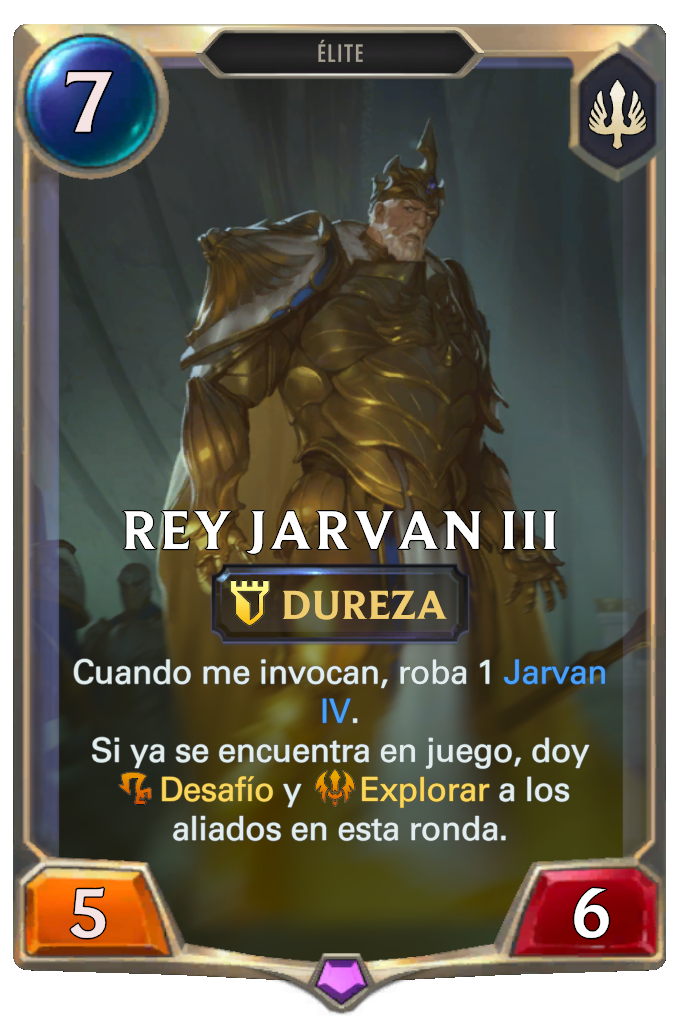 7
ÉLITE
REY JARVAN III
DUREZA
Cuando me invocan, roba 1 Jarvan
IV.
Si ya se encuentra en juego, doy
Desafío y Explorar a los
aliados en esta ronda.
5
6